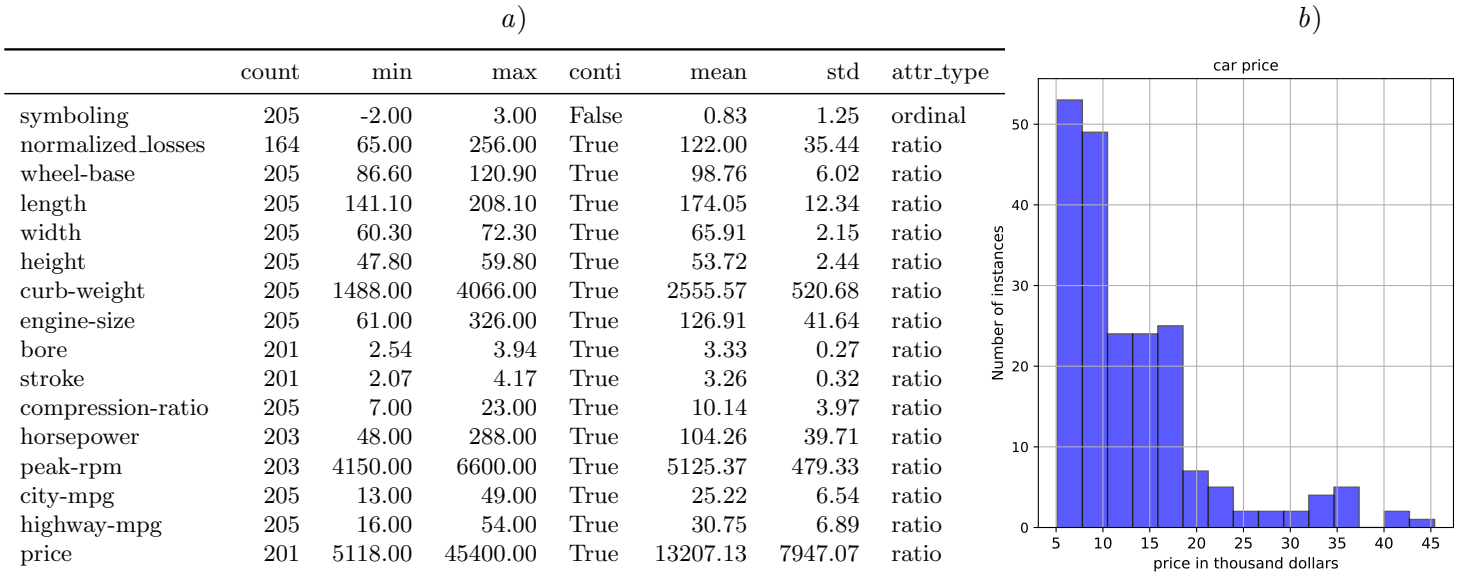 a)
count min max conti mean std attr_type
symboling 205 -2.00 3.00 False 0.83 1.25 ordinal
normalized_losses 164 65.00 256.00 True 122.00 35.44 ratio
wheel-base 205 86.60 120.90 True 98.76 6.02 ratio
length 205 141.10 208.10 True 174.05 12.34 ratio
width 205 60.30 72.30 True 65.91 2.15 ratio
height 205 47.80 59.80 True 53.72 2.44 ratio
curb-weight 205 1488.00 4066.00 True 2555.57 520.68 ratio
engine-size 205 61.00 326.00 True 126.91 41.64 ratio
bore 201 2.54 3.94 True 3.33 0.27 ratio
stroke 201 2.07 4.17 True 3.26 0.32 ratio
compression-ratio 205 7.00 23.00 True 10.14 3.97 ratio
horsepower 203 48.00 288.00 True 104.26 39.71 ratio
peak-rpm 203 4150.00 6600.00 True 5125.37 479.33 ratio
city-mpg 205 13.00 49.00 True 25.22 6.54 ratio
highway-mpg 205 16.00 54.00 True 30.75 6.89 ratio
price 201 5118.00 45400.00 True 13207.13 7947.07 ratio
b)
car price
Number of instances
50
40
30
20
10
0
5 10 15 20 25 30 35 40 45
price in thousand dollars